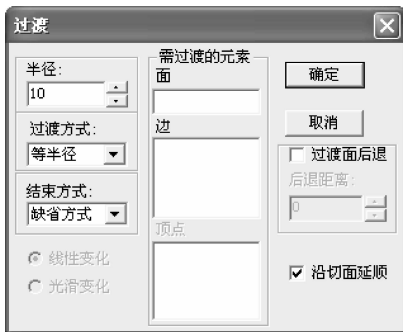 过渡
半径:
10
过渡方式:
等半径
结束方式:
缺省方式
线性变化
光滑变化
需过渡的元素
面
边
顶点
确定
取消
过渡面后退
后退距离:
0
沿切面延顺